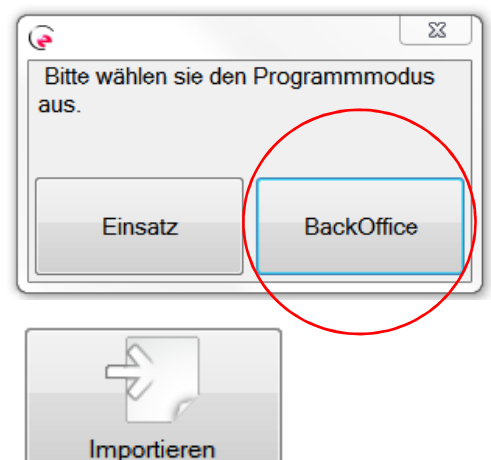 Bitte wählen sie den Programmmodus
aus.
Einsatz
BackOffice
Importieren